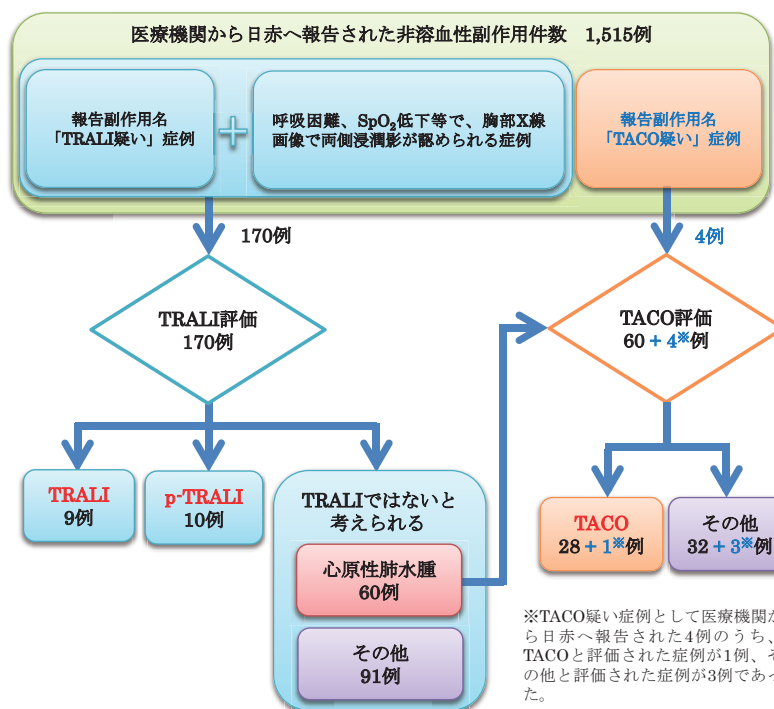 医療機関から日赤へ報告された非溶血性副作用件数 1,515例
報告副作用名
「TRALI疑い」症例
+
呼吸困難、SpO₂低下等で、胸部X線
画像で両側浸潤影が認められる症例
報告副作用名
「TACO疑い」症例
170例
4例
TRALI評価
170例
TACO評価
60 + 4※例
TRALI
9例
p-TRALI
10例
TRALIではないと
考えられる
心原性肺水腫
60例
その他
91例
TACO
28 + 1※例
その他
32 + 3※例
※TACO疑い症例として医療機関か
ら日赤へ報告された4例のうち、
TACOと評価された症例が1例、そ
の他と評価された症例が3例であっ
た。